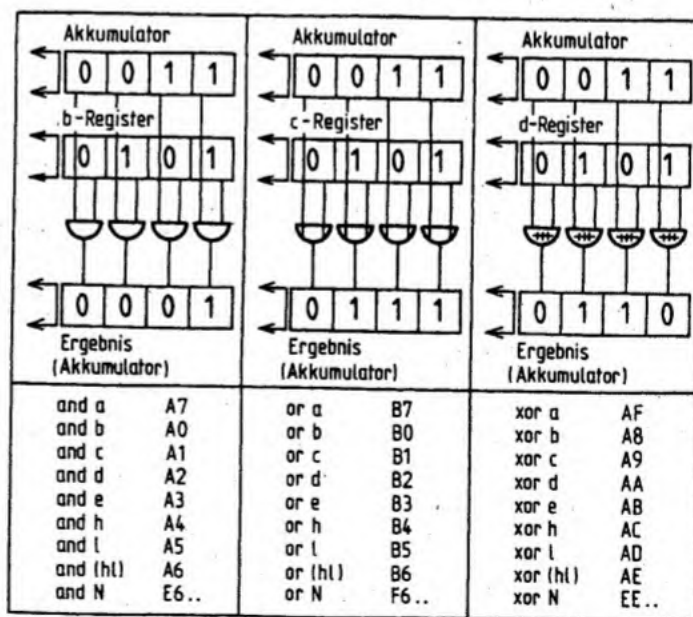 Akkumulator
0 0 1 1
b-Register
0 1 0 1
0 0 0 1
Ergebnis
(Akkumulator)
and a A7
and b A0
and c A1
and d A2
and e A3
and h A4
and l A5
and (hl) A6
and N E6..
Akkumulator
0 0 1 1
c-Register
0 1 0 1
0 1 1 1
Ergebnis
(Akkumulator)
or a B7
or b B0
or c B1
or d B2
or e B3
or h B4
or l B5
or (hl) B6
or N F6..
Akkumulator
0 0 1 1
d-Register
0 1 0 1
0 1 1 0
Ergebnis
(Akkumulator)
xor a AF
xor b A8
xor c A9
xor d AA
xor e AB
xor h AC
xor l AD
xor (hl) AE
xor N EE..